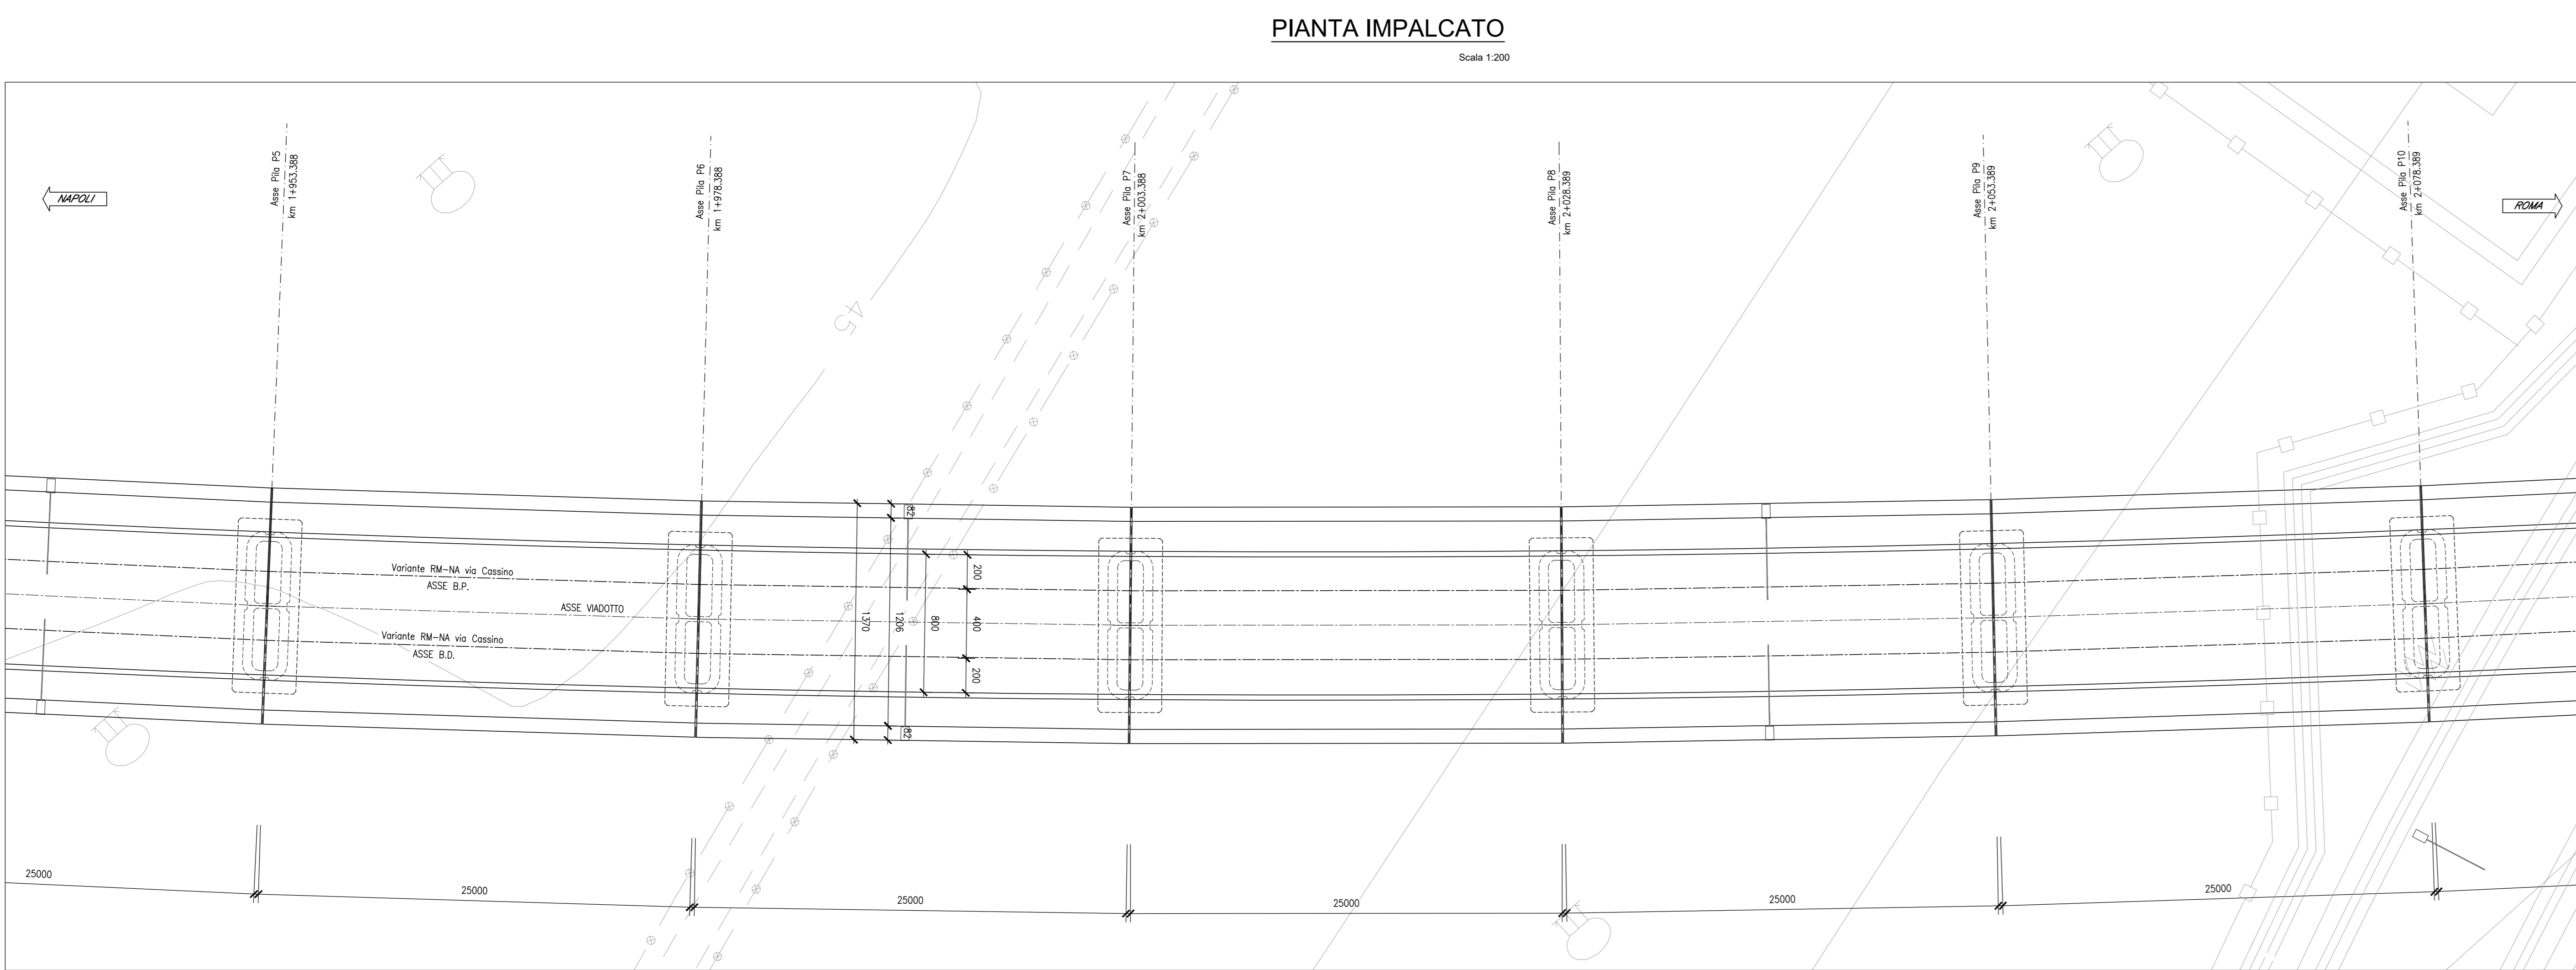 PIANTA IMPALCATO
Scala 1:200
NAPOLI
ROMA
Asse Pila P5
km 1+953.388
Asse Pila P6
km 1+978.388
Asse Pila P7
km 2+003.388
Asse Pila P8
km 2+028.389
Asse Pila P9
km 2+053.389
Asse Pila P10
km 2+078.389
45
Variante RM-NA via Cassino
ASSE B.P.
ASSE VIADOTTO
Variante RM-NA via Cassino
ASSE B.D.
82
200
1370
1206
800
400
200
82
25000
25000
25000
25000
25000
25000